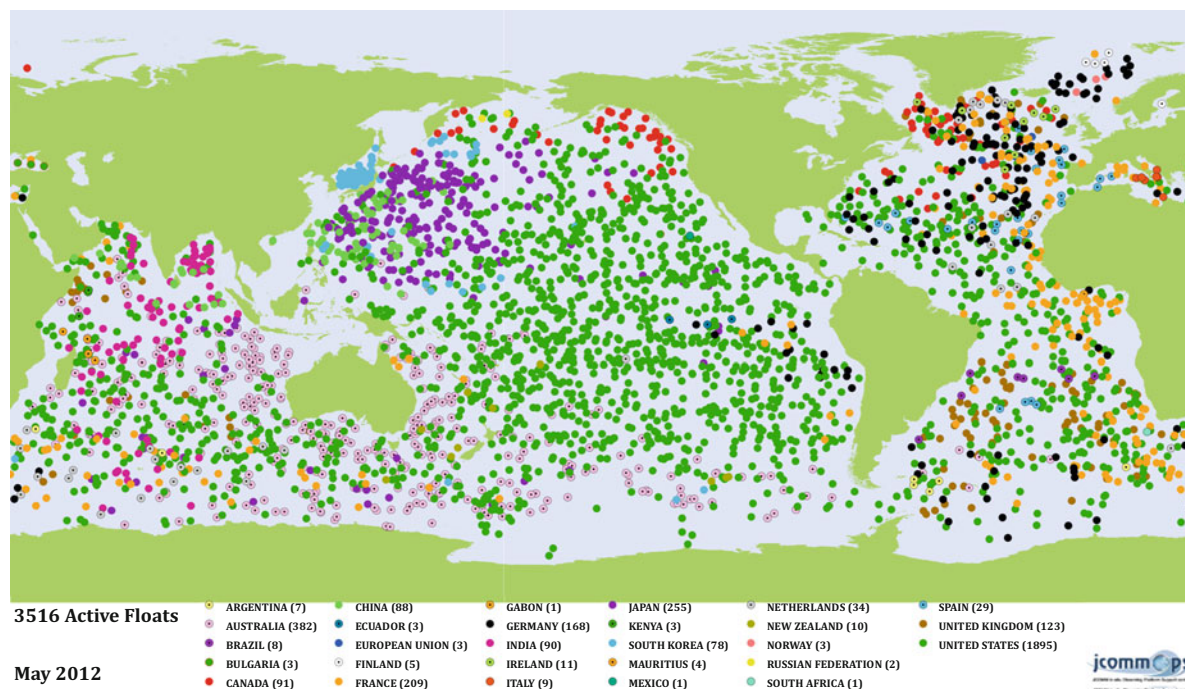 3516 Active Floats
May 2012
ARGENTINA (7)
AUSTRALIA (382)
BRAZIL (8)
BULGARIA (3)
CANADA (91)
CHINA (88)
ECUADOR (3)
EUROPEAN UNION (3)
FINLAND (5)
FRANCE (209)
GABON (1)
GERMANY (168)
INDIA (90)
IRELAND (11)
ITALY (9)
JAPAN (255)
KENYA (3)
SOUTH KOREA (78)
MAURITIUS (4)
MEXICO (1)
NETHERLANDS (34)
NEW ZEALAND (10)
NORWAY (3)
RUSSIAN FEDERATION (2)
SOUTH AFRICA (1)
SPAIN (29)
UNITED KINGDOM (123)
UNITED STATES (1895)
jcommops